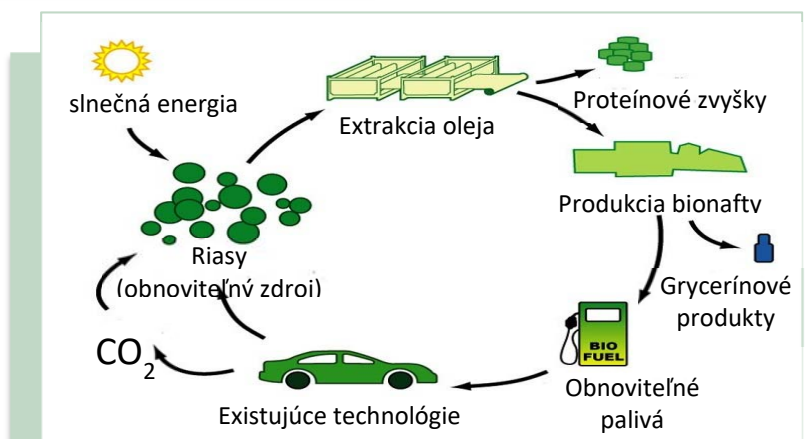 slnečná energia
Extrakcia oleja
Proteínové zvyšky
Produkcia bionafty
Riasy
(obnoviteľný zdroj)
Grycerínové
produkty
CO2
BIO
FUEL
Existujúce technológie
Obnoviteľné
palivá